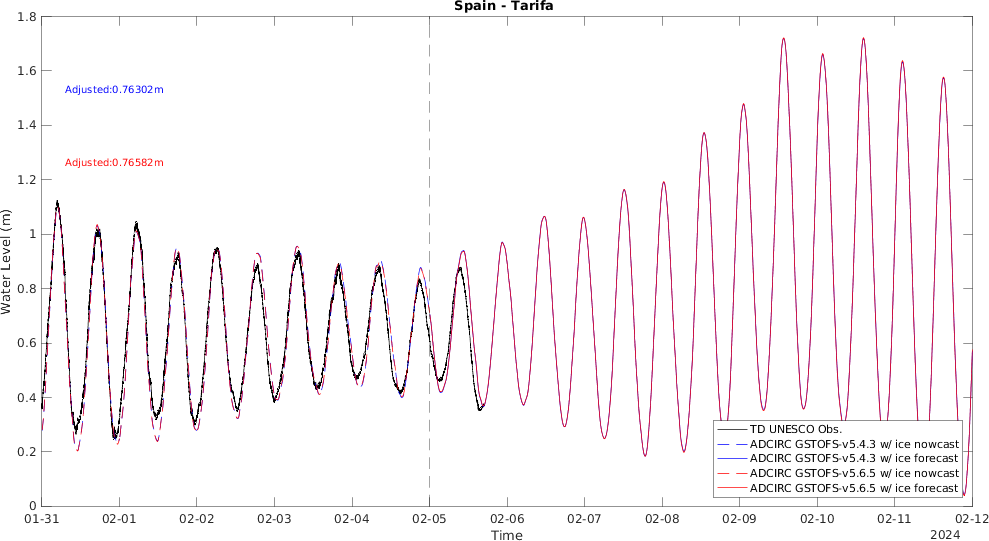 Spain - Tarifa
1.8
1.6
1.4
1.2
1
0.8
0.6
0.4
0.2
0
Water Level (m)
Adjusted:0.76302m
Adjusted:0.76582m
TD UNESCO Obs.
ADCIRC GSTOFS-v5.4.3 w/ ice nowcast
ADCIRC GSTOFS-v5.4.3 w/ ice forecast
ADCIRC GSTOFS-v5.6.5 w/ ice nowcast
ADCIRC GSTOFS-v5.6.5 w/ ice forecast
01-31 02-01 02-02 02-03 02-04 02-05 02-06 02-07 02-08 02-09 02-10 02-11 02-12
Time
2024